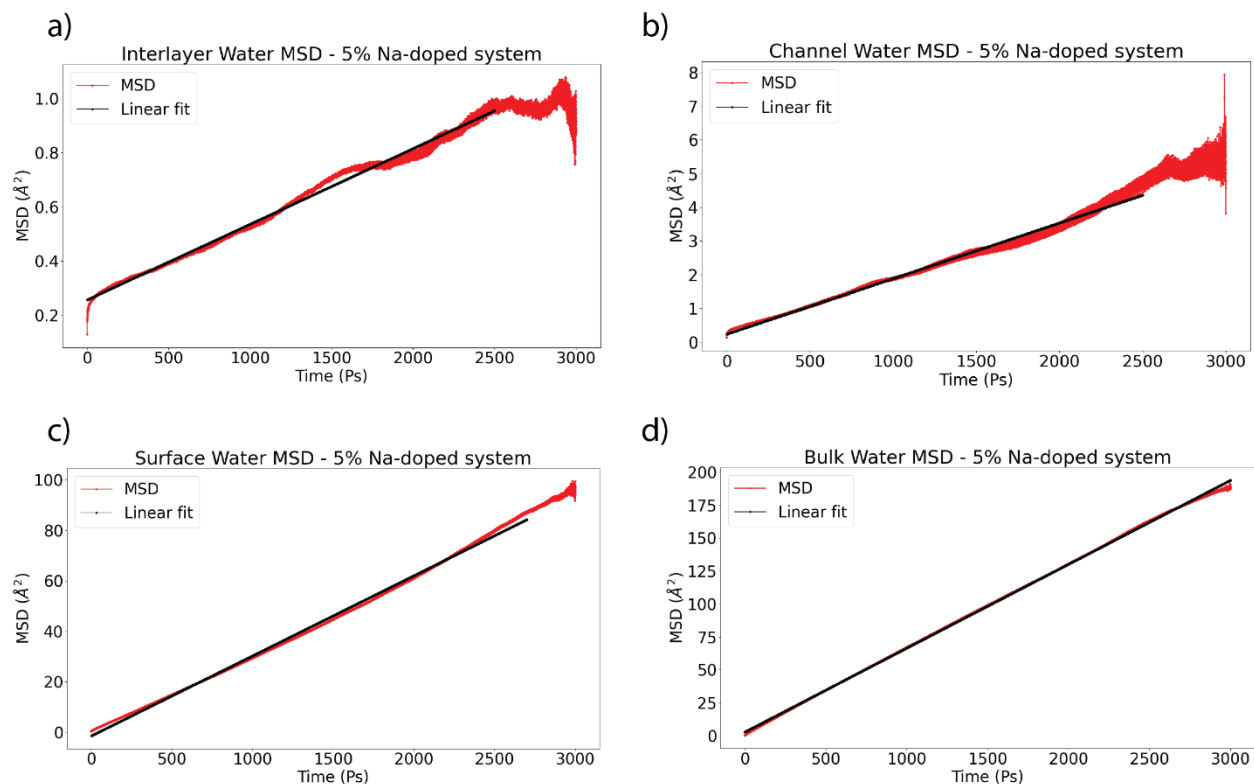 a)
Interlayer Water MSD - 5% Na-doped system
MSD
Linear fit
1.0
0.8
0.6
0.4
0.2
MSD (Å²)
0 500 1000 1500 2000 2500 3000
Time (Ps)
b)
Channel Water MSD - 5% Na-doped system
MSD
Linear fit
8
7
6
5
4
3
2
1
0
MSD (Å²)
0 500 1000 1500 2000 2500 3000
Time (Ps)
c)
Surface Water MSD - 5% Na-doped system
MSD
Linear fit
100
80
60
40
20
0
MSD (Å²)
0 500 1000 1500 2000 2500 3000
Time (Ps)
d)
Bulk Water MSD - 5% Na-doped system
MSD
Linear fit
200
175
150
125
100
75
50
25
0
MSD (Å²)
0 500 1000 1500 2000 2500 3000
Time (Ps)